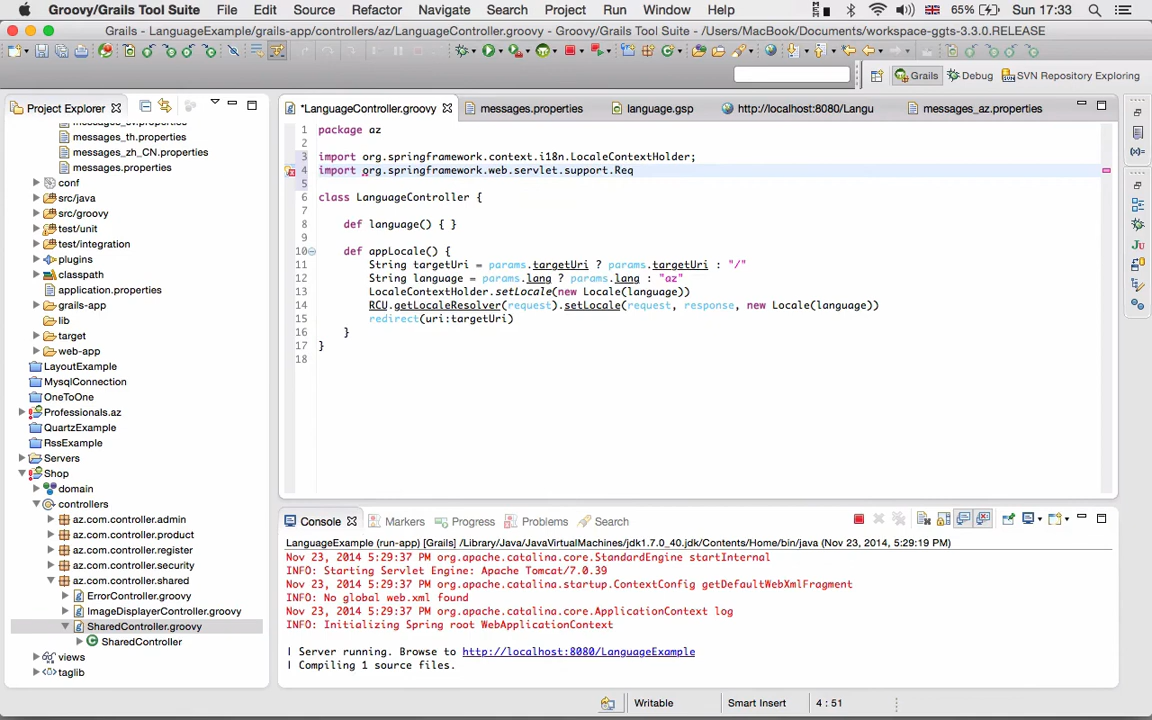 Groovy/Grails Tool Suite File Edit Source Refactor Navigate Search Project Run Window Help 65% Sun 17:33
Grails - LanguageExample/grails-app/controllers/az/LanguageController.groovy - Groovy/Grails Tool Suite - /Users/MacBook/Documents/workspace-ggts-3.3.0.RELEASE
Grails Debug SVN Repository Exploring
Project Explorer
*LanguageController.groovy messages.properties language.gsp http://localhost:8080/Langu messages_az.properties
messages_th.properties
messages_zh_CN.properties
messages.properties
conf
src/java
src/groovy
test/unit
test/integration
plugins
classpath
application.properties
grails-app
lib
target
web-app
LayoutExample
MysqlConnection
OneToOne
Professionals.az
QuartzExample
RssExample
Servers
Shop
domain
controllers
az.com.controller.admin
az.com.controller.product
az.com.controller.register
az.com.controller.security
az.com.controller.shared
ErrorController.groovy
ImageDisplayerController.groovy
SharedController.groovy
SharedController
views
taglib
1 package az
2
3 import org.springframework.context.i18n.LocaleContextHolder;
4 import org.springframework.web.servlet.support.Req
5
6 class LanguageController {
7
8 def language() { }
9
10 def appLocale() {
11 String targetUri = params.targetUri ? params.targetUri : "/"
12 String language = params.lang ? params.lang : "az"
13 LocaleContextHolder.setLocale(new Locale(language))
14 RCU.getLocaleResolver(request).setLocale(request, response, new Locale(language))
15 redirect(uri:targetUri)
16 }
17 }
18
Console Markers Progress Problems Search
LanguageExample (run-app) [Grails] /Library/Java/JavaVirtualMachines/jdk1.7.0_40.jdk/Contents/Home/bin/java (Nov 23, 2014, 5:29:19 PM)
Nov 23, 2014 5:29:37 PM org.apache.catalina.core.StandardEngine startInternal
INFO: Starting Servlet Engine: Apache Tomcat/7.0.39
Nov 23, 2014 5:29:37 PM org.apache.catalina.startup.ContextConfig getDefaultWebXmlFragment
INFO: No global web.xml found
Nov 23, 2014 5:29:37 PM org.apache.catalina.core.ApplicationContext log
INFO: Initializing Spring root WebApplicationContext
| Server running. Browse to http://localhost:8080/LanguageExample
| Compiling 1 source files.
Writable Smart Insert 4 : 51